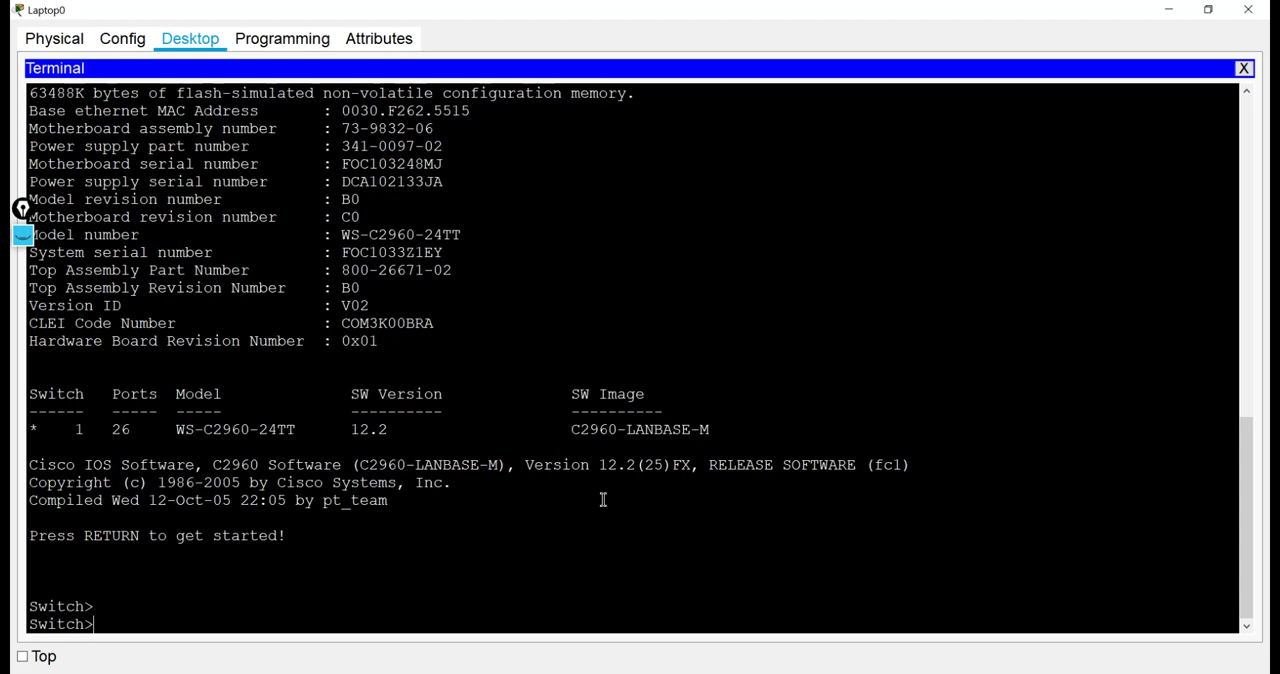 Laptop0
Physical Config Desktop Programming Attributes
Terminal X
63488K bytes of flash-simulated non-volatile configuration memory.
Base ethernet MAC Address : 0030.F262.5515
Motherboard assembly number : 73-9832-06
Power supply part number : 341-0097-02
Motherboard serial number : FOC103248MJ
Power supply serial number : DCA102133JA
Model revision number : B0
Motherboard revision number : C0
Model number : WS-C2960-24TT
System serial number : FOC1033Z1EY
Top Assembly Part Number : 800-26671-02
Top Assembly Revision Number : B0
Version ID : V02
CLEI Code Number : COM3K00BRA
Hardware Board Revision Number : 0x01
Switch Ports Model SW Version SW Image
------ ----- ----- ---------- ----------
* 1 26 WS-C2960-24TT 12.2 C2960-LANBASE-M
Cisco IOS Software, C2960 Software (C2960-LANBASE-M), Version 12.2(25)FX, RELEASE SOFTWARE (fc1)
Copyright (c) 1986-2005 by Cisco Systems, Inc.
Compiled Wed 12-Oct-05 22:05 by pt_team
Press RETURN to get started!
Switch>
Switch>
Top